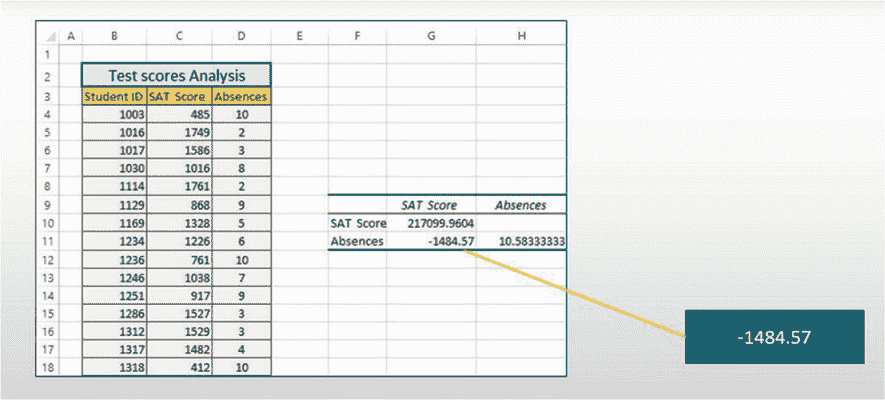 A B C D E F G H
1
2 Test scores Analysis
3 Student ID SAT Score Absences
4 1003 485 10
5 1016 1749 2
6 1017 1586 3
7 1030 1016 8
8 1114 1761 2
9 1129 868 9 SAT Score Absences
10 1169 1328 5 SAT Score 217099.9604
11 1234 1226 6 Absences -1484.57 10.58333333
12 1236 761 10
13 1246 1038 7
14 1251 917 9
15 1286 1527 3
16 1312 1529 3
17 1317 1482 4
18 1318 412 10
-1484.57